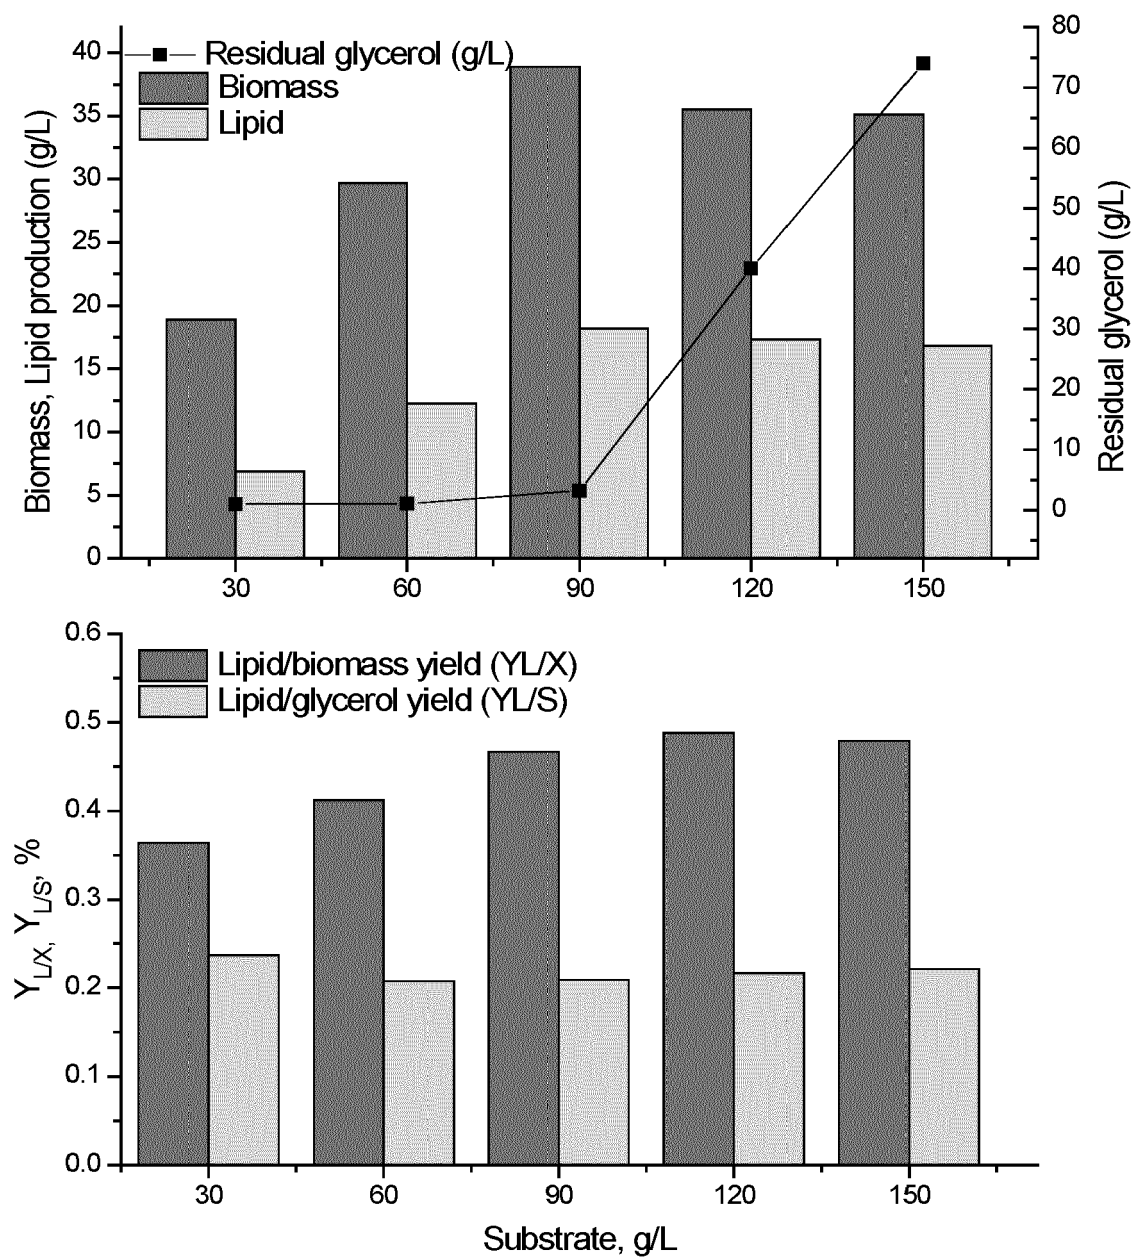 Residual glycerol (g/L)
Biomass
Lipid
Biomass, Lipid production (g/L)
40
35
30
25
20
15
10
5
0
80
70
60
50
40
30
20
10
0
Residual glycerol (g/L)
30 60 90 120 150
Lipid/biomass yield (YL/X)
Lipid/glycerol yield (YL/S)
Y_L/X, Y_L/S, %
0.6
0.5
0.4
0.3
0.2
0.1
0.0
30 60 90 120 150
Substrate, g/L